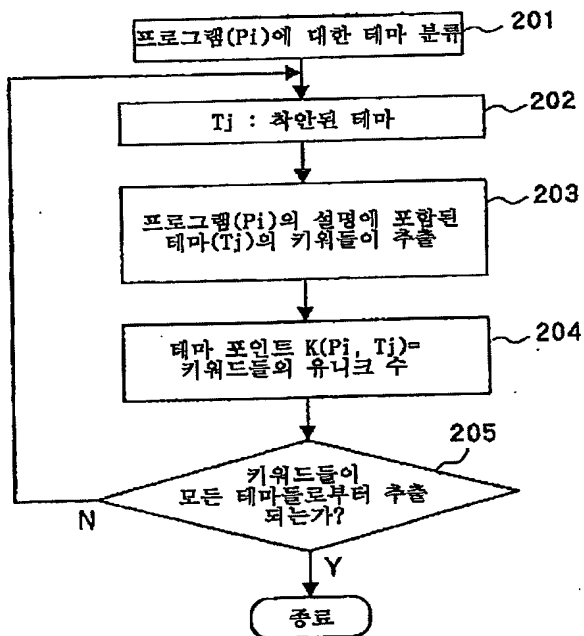 프로그램(Pi)에 대한 테마 분류
201
Tj : 착안된 테마
202
프로그램(Pi)의 설명에 포함된
테마(Tj)의 키워들이 추출
203
테마 포인트 K(Pi, Tj)=
키워드들의 유니크 수
204
205
키워드들이
모든 테마들로부터 추출
되는가?
N
Y
종료